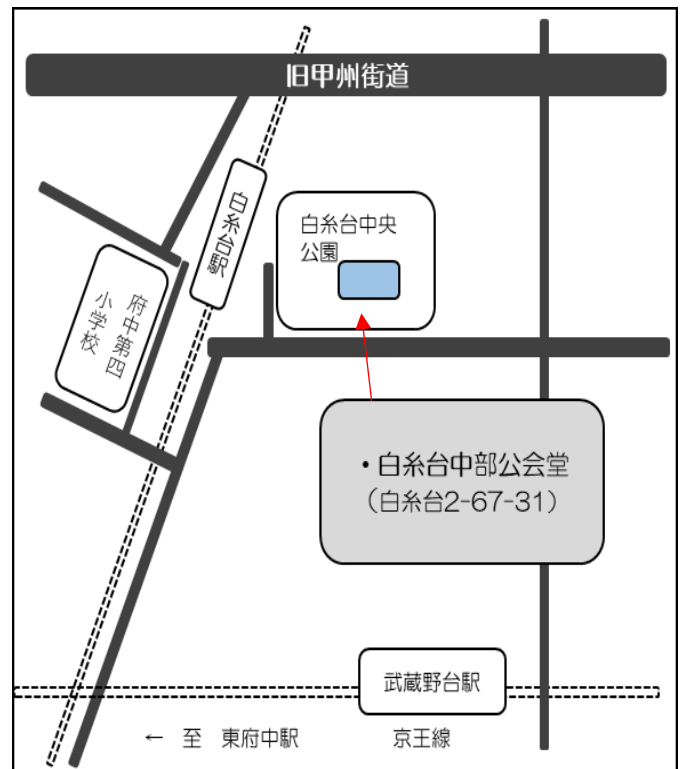 旧甲州街道
白糸台駅
白糸台中央
公園
府中第四
小学校
・白糸台中部公会堂
（白糸台2-67-31）
武蔵野台駅
← 至 東府中駅 京王線